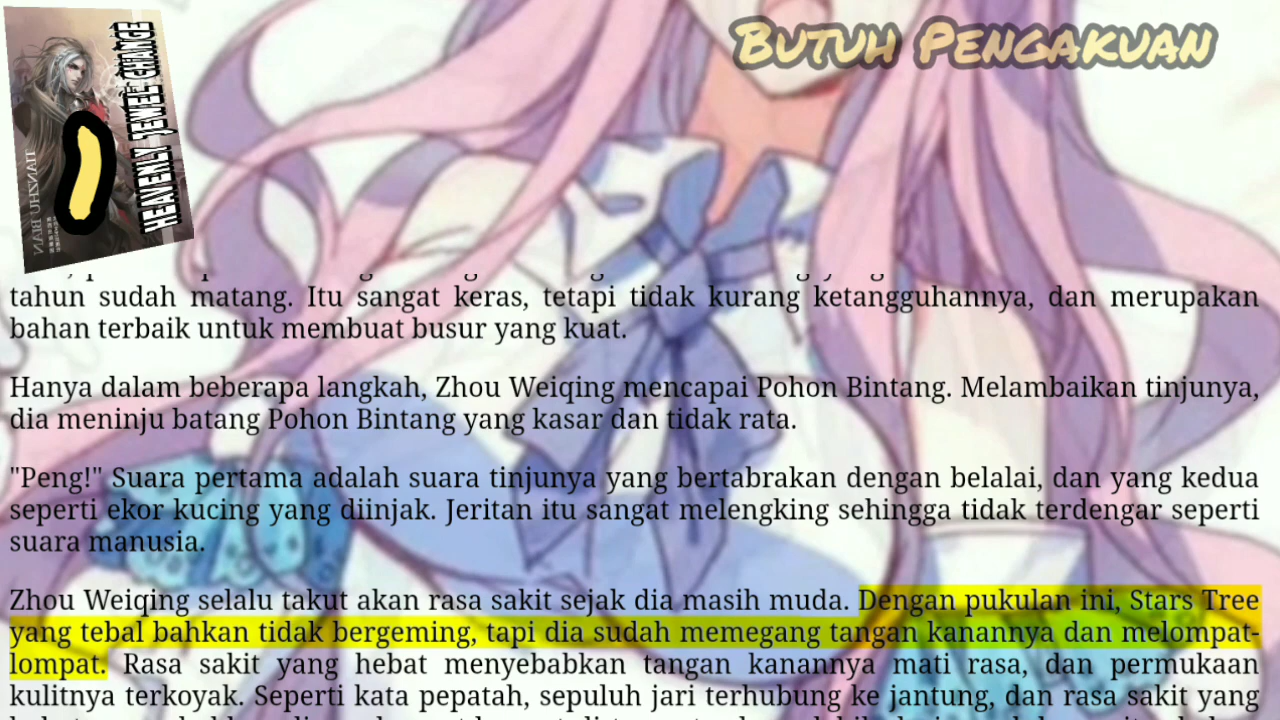 Butuh Pengakuan
HEAVENLY JEWEL CHANGE
TIANZHU BIAN
tahun sudah matang. Itu sangat keras, tetapi tidak kurang ketangguhannya, dan merupakan
bahan terbaik untuk membuat busur yang kuat.
Hanya dalam beberapa langkah, Zhou Weiqing mencapai Pohon Bintang. Melambaikan tinjunya,
dia meninju batang Pohon Bintang yang kasar dan tidak rata.
"Peng!" Suara pertama adalah suara tinjunya yang bertabrakan dengan belalai, dan yang kedua
seperti ekor kucing yang diinjak. Jeritan itu sangat melengking sehingga tidak terdengar seperti
suara manusia.
Zhou Weiqing selalu takut akan rasa sakit sejak dia masih muda. Dengan pukulan ini, Stars Tree
yang tebal bahkan tidak bergeming, tapi dia sudah memegang tangan kanannya dan melompat-
lompat. Rasa sakit yang hebat menyebabkan tangan kanannya mati rasa, dan permukaan
kulitnya terkoyak. Seperti kata pepatah, sepuluh jari terhubung ke jantung, dan rasa sakit yang